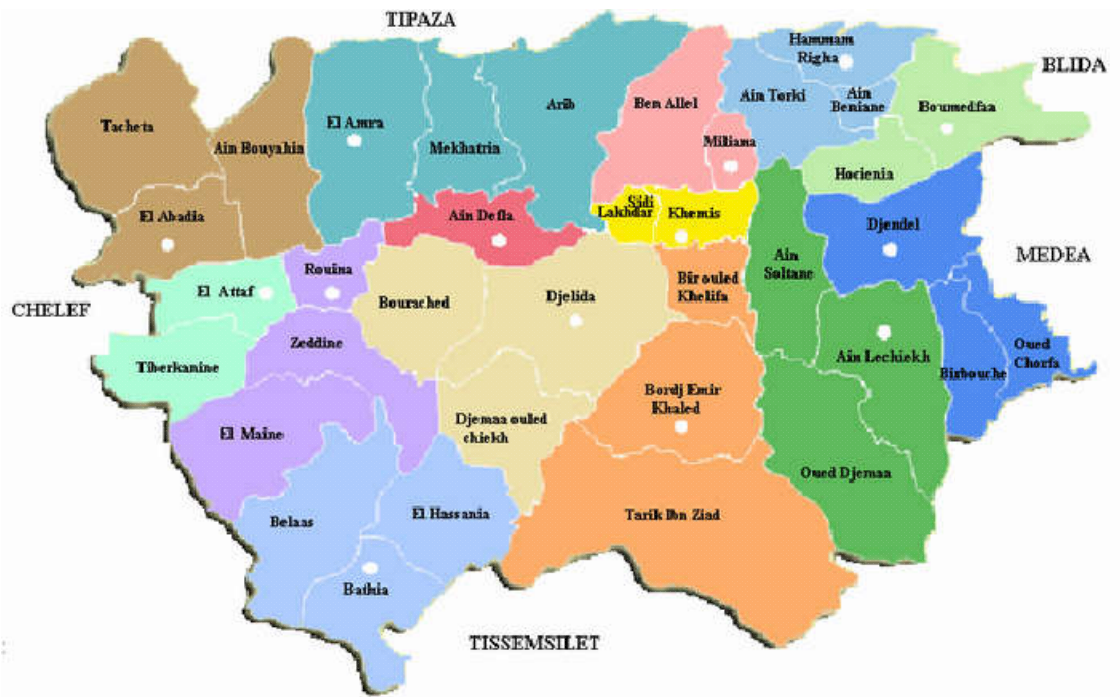 TIPAZA
Hammam
Righa
BLIDA
Ben Allel
Ain Torki
Ain
Beniane
Boumedfaa
Arib
Tacheta
El Amra
Mekhatria
Ain Bouyahia
Miliana
Hocienia
El Abadia
Ain Defla
Sidi
Lakhdar
Khemis
Djendel
MEDEA
Ain
Soltane
Rouina
El Attaf
Bourached
Djelida
Bir ouled
Khelifa
CHELEF
Zeddine
Tiberkanine
Ain Lechiekh
Birbouche
Oued
Chorfa
Bordj Emir
Khaled
Djemaa ouled
chiekh
El Maine
Oued Djemaa
Belaas
El Hassania
Tarik Ibn Ziad
Bathia
TISSEMSILET
: